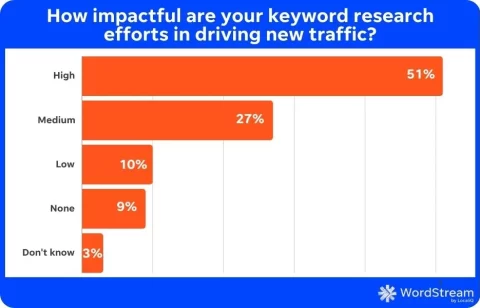 How impactful are your keyword research
efforts in driving new traffic?
High
51%
Medium
27%
Low
10%
None
9%
Don't know
3%
WordStream
by LocaliQ